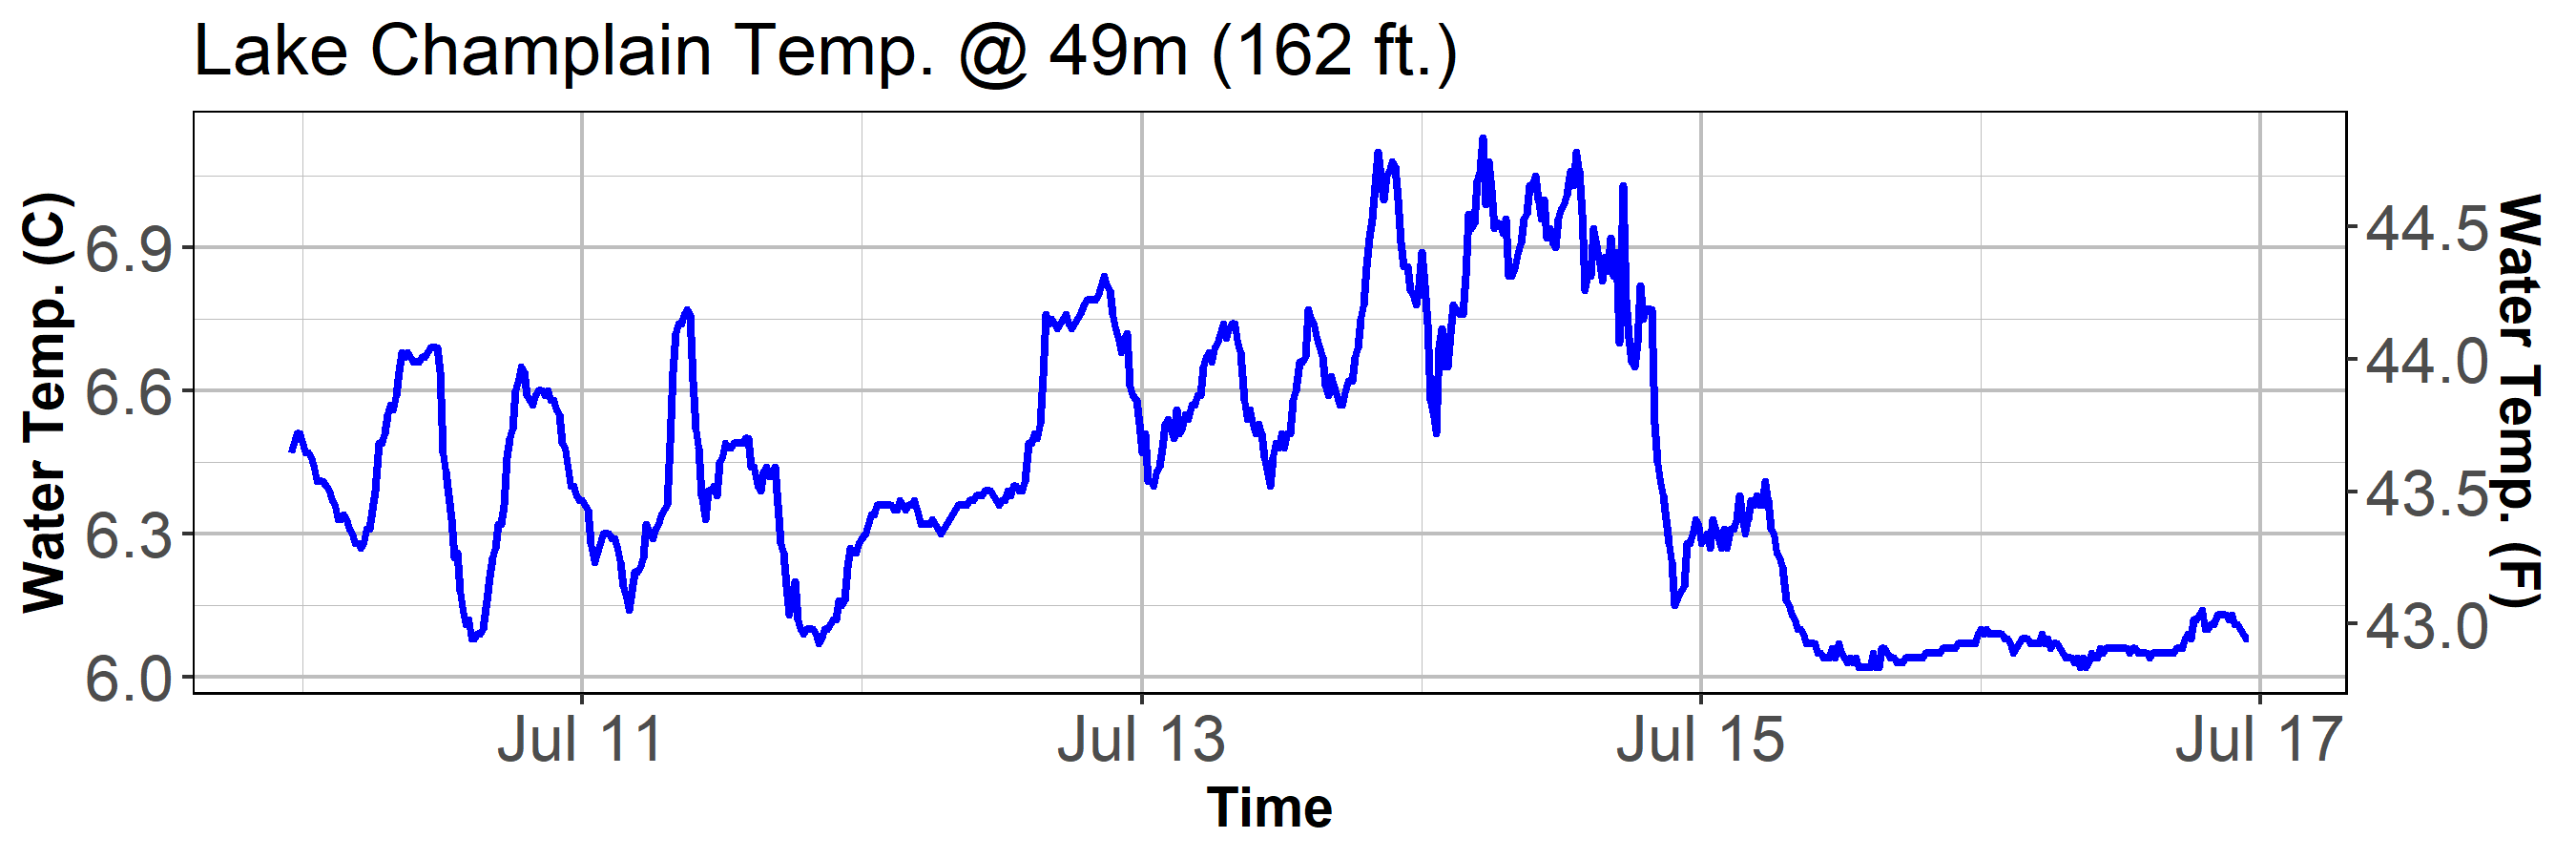 Lake Champlain Temp. @ 49m (162 ft.)
Water Temp. (C)
6.9
6.6
6.3
6.0
44.5
44.0
43.5
43.0
Water Temp. (F)
Jul 11
Jul 13
Jul 15
Jul 17
Time